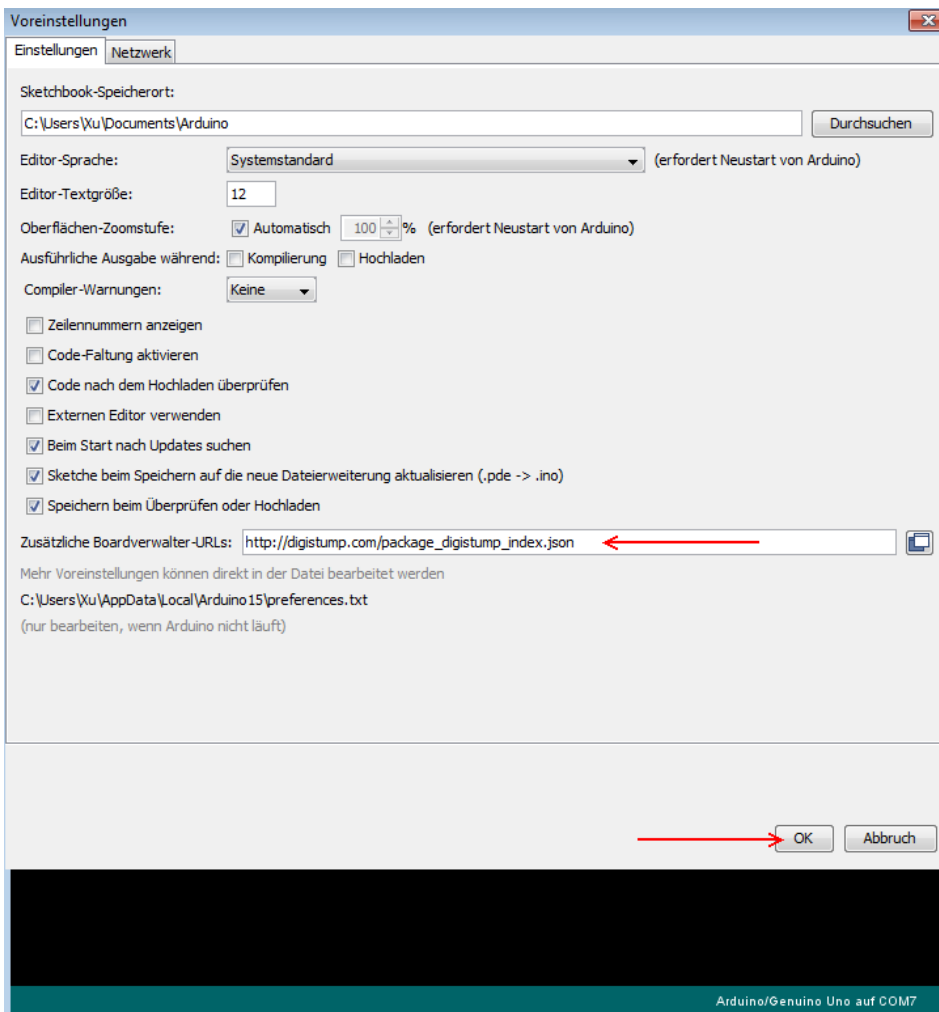 Voreinstellungen
Einstellungen Netzwerk
Sketchbook-Speicherort:
C:\Users\Xu\Documents\Arduino Durchsuchen
Editor-Sprache: Systemstandard (erfordert Neustart von Arduino)
Editor-Textgröße: 12
Oberflächen-Zoomstufe: Automatisch 100 % (erfordert Neustart von Arduino)
Ausführliche Ausgabe während: Kompilierung Hochladen
Compiler-Warnungen: Keine
Zeilennummern anzeigen
Code-Faltung aktivieren
Code nach dem Hochladen überprüfen
Externen Editor verwenden
Beim Start nach Updates suchen
Sketche beim Speichern auf die neue Dateierweiterung aktualisieren (.pde -> .ino)
Speichern beim Überprüfen oder Hochladen
Zusätzliche Boardverwalter-URLs: http://digistump.com/package_digistump_index.json
Mehr Voreinstellungen können direkt in der Datei bearbeitet werden
C:\Users\Xu\AppData\Local\Arduino15\preferences.txt
(nur bearbeiten, wenn Arduino nicht läuft)
OK Abbruch
Arduino/Genuino Uno auf COM7